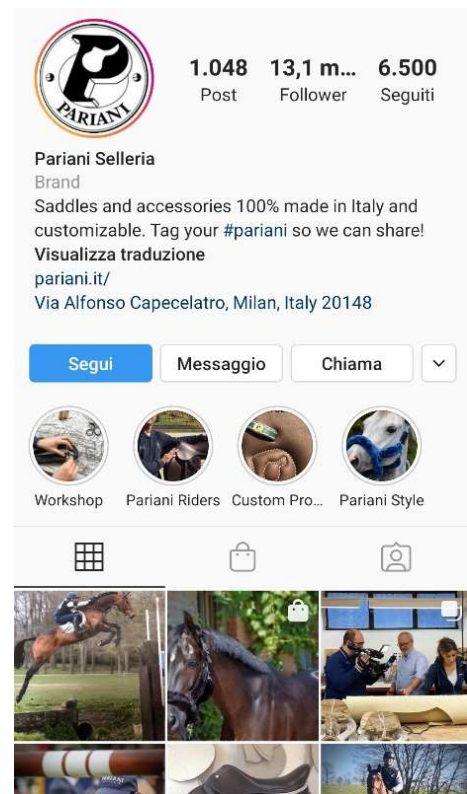 PARIANI
1.048 13,1 m... 6.500
Post Follower Seguiti
Pariani Selleria
Brand
Saddles and accessories 100% made in Italy and
customizable. Tag your #pariani so we can share!
Visualizza traduzione
pariani.it/
Via Alfonso Capecelatro, Milan, Italy 20148
Segui Messaggio Chiama
Workshop Pariani Riders Custom Pro... Pariani Style